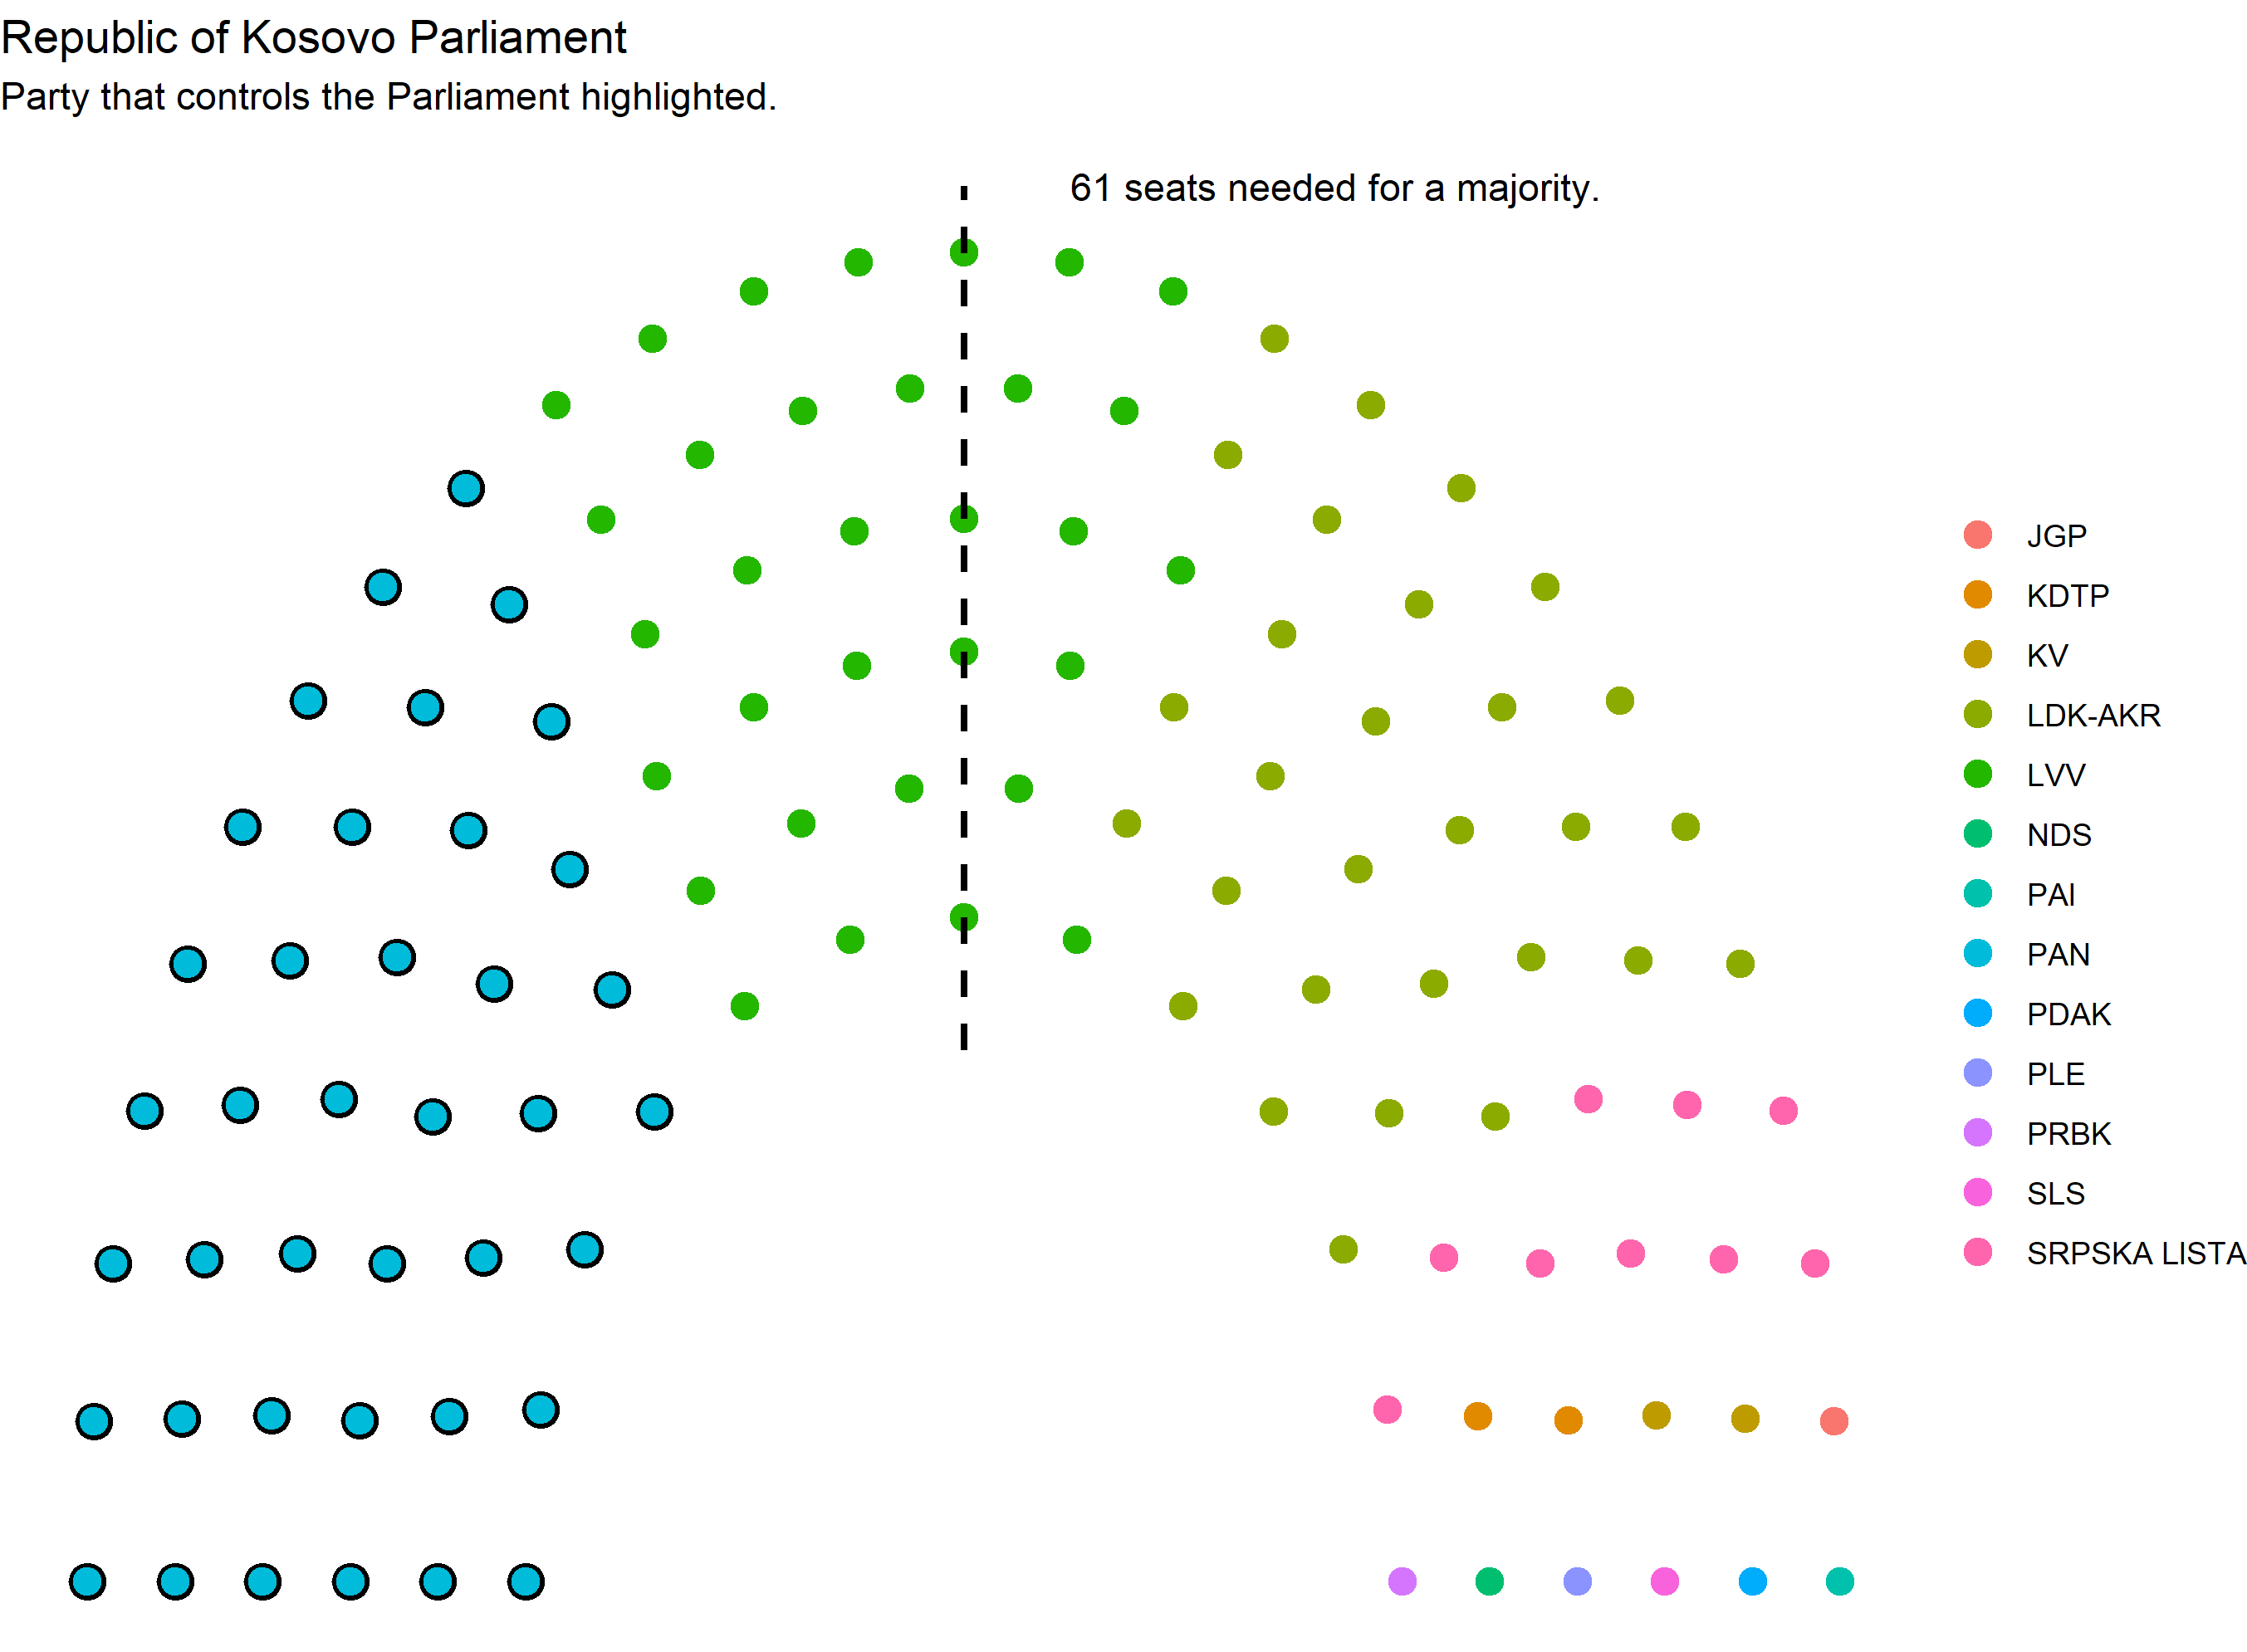 Republic of Kosovo Parliament
Party that controls the Parliament highlighted.
61 seats needed for a majority.
JGP
KDTP
KV
LDK-AKR
LVV
NDS
PAI
PAN
PDAK
PLE
PRBK
SLS
SRPSKA LISTA